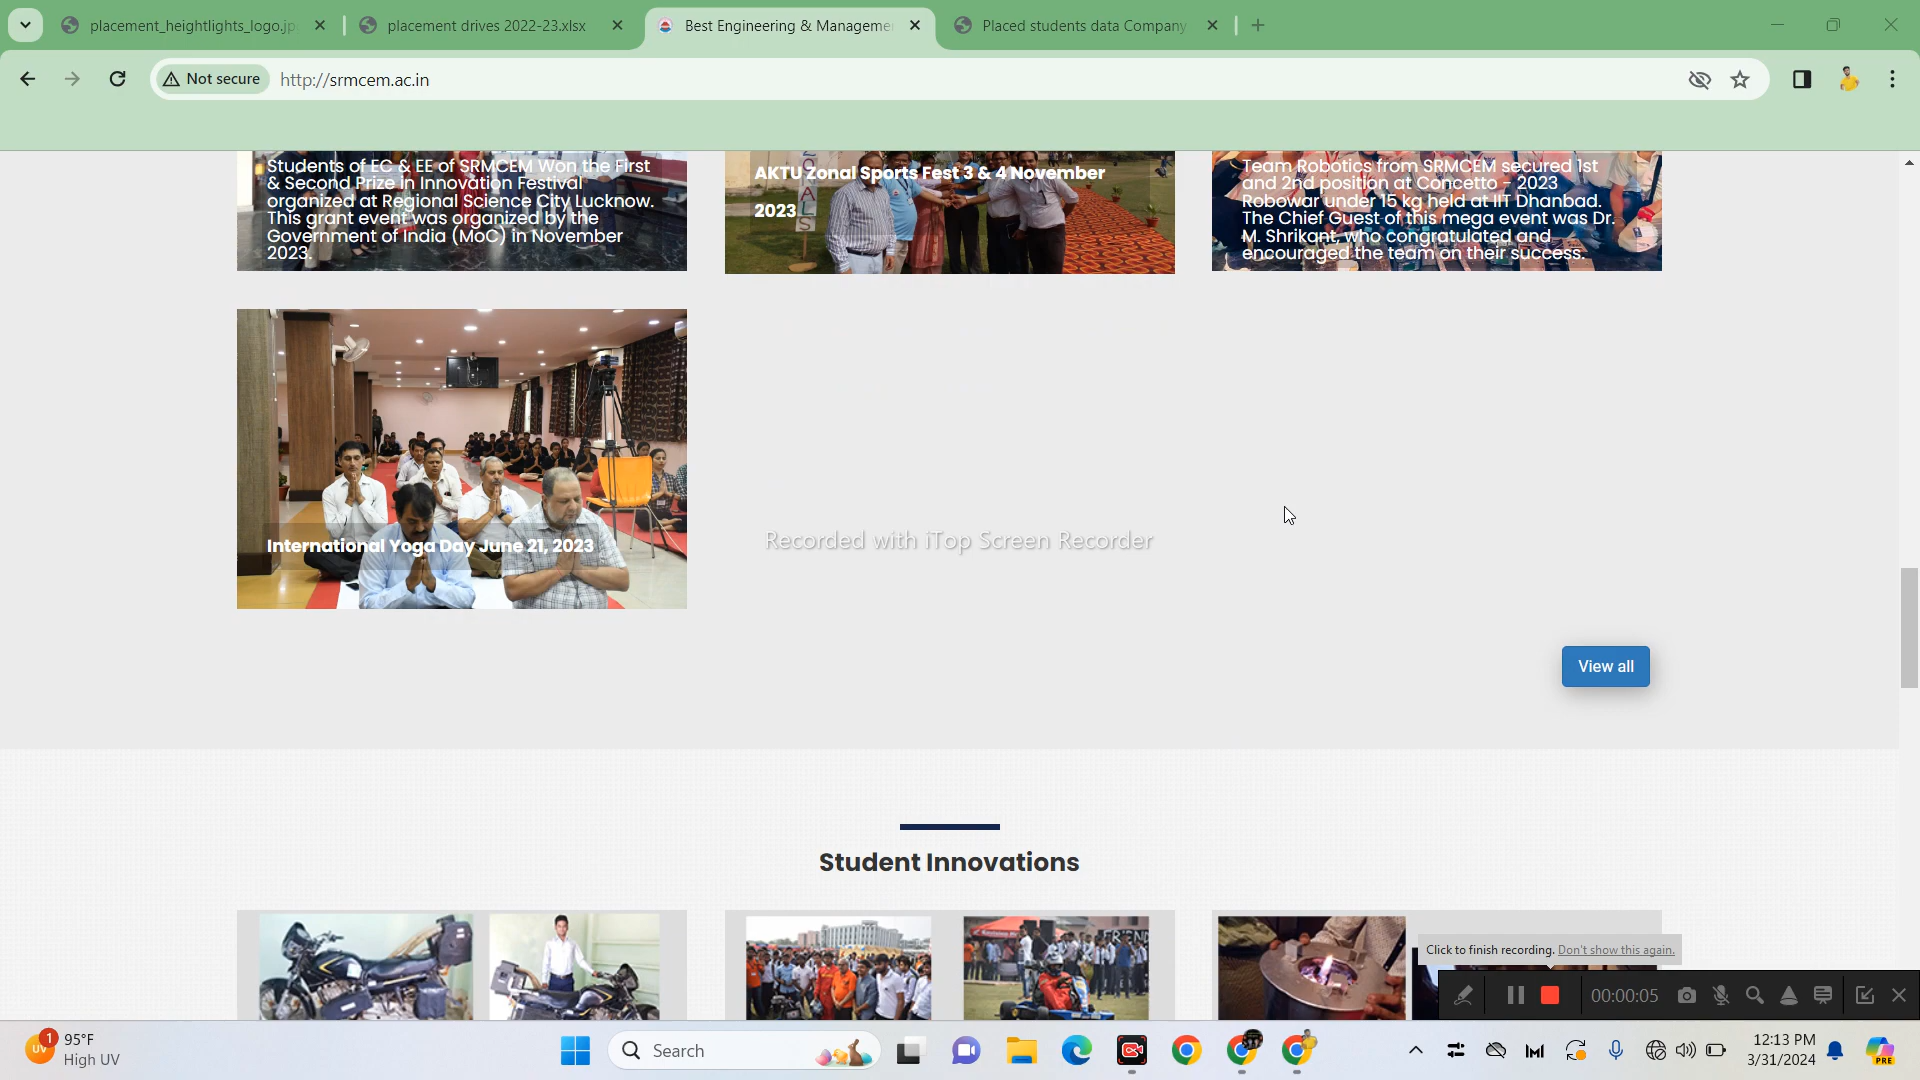 placement_heightlights_logo.jp
placement drives 2022-23.xlsx
Best Engineering & Manageme
Placed students data Company
Not secure
http://srmcem.ac.in
Students of EC & EE of SRMCEM Won the First
& Second Prize in Innovation Festival
organized at Regional Science City Lucknow.
This grant event was organized by the
Government of India (MoC) in November
2023.
AKTU Zonal Sports Fest 3 & 4 November
2023
Team Robotics from SRMCEM secured 1st
and 2nd position at Concetto - 2023
Robowar under 15 kg held at IIT Dhanbad.
The Chief Guest of this mega event was Dr.
M. Shrikant, who congratulated and
encouraged the team on their success.
International Yoga Day June 21, 2023
Recorded with iTop Screen Recorder
View all
Student Innovations
FRIEND
Click to finish recording. Don't show this again.
00:00:05
1
UV
95°F
High UV
Search
12:13 PM
3/31/2024
PRE